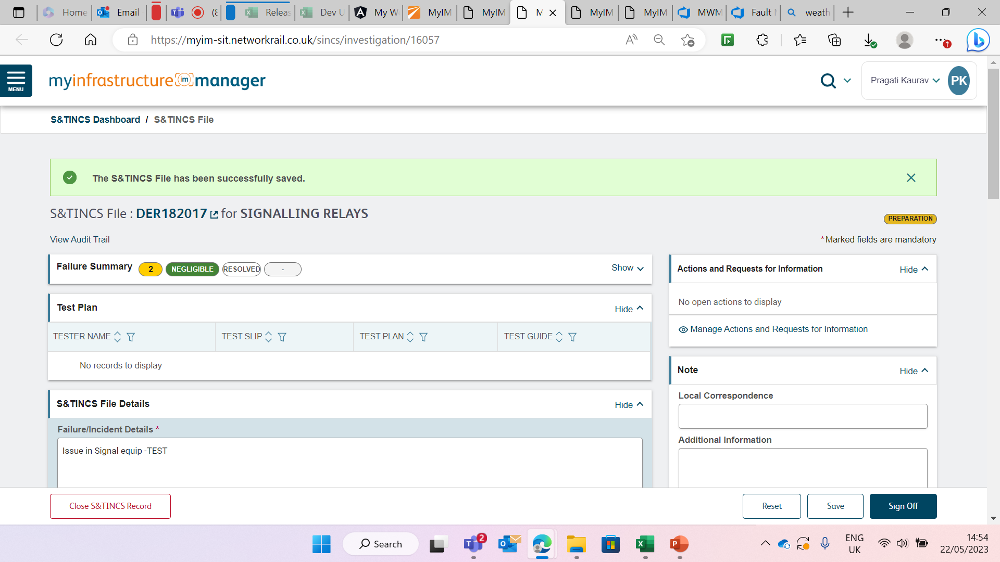 Home
Email
(8
Releas
Dev U
My W
MyIM
MyIM
M
MyIM
MyIM
MWM
Fault
weath
https://myim-sit.networkrail.co.uk/sincs/investigation/16057
MENU
myinfrastructure im manager
Pragati Kaurav
PK
S&TINCS Dashboard / S&TINCS File
The S&TINCS File has been successfully saved.
S&TINCS File : DER182017 for SIGNALLING RELAYS
PREPARATION
View Audit Trail
*Marked fields are mandatory
Failure Summary 2 NEGLIGIBLE RESOLVED -
Show
Test Plan
Hide
TESTER NAME TEST SLIP TEST PLAN TEST GUIDE
No records to display
S&TINCS File Details
Hide
Failure/Incident Details *
Issue in Signal equip -TEST
Actions and Requests for Information
Hide
No open actions to display
Manage Actions and Requests for Information
Note
Hide
Local Correspondence
Additional Information
Close S&TINCS Record
Reset
Save
Sign Off
Search
2
ENG
UK
14:54
22/05/2023